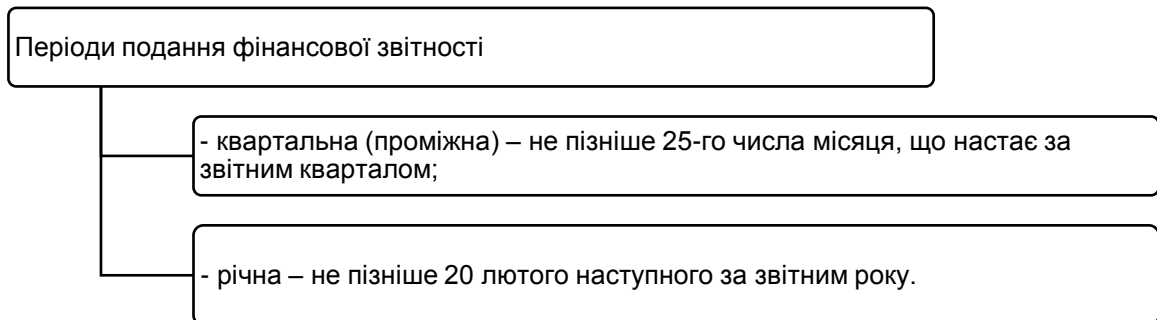 Періоди подання фінансової звітності
- квартальна (проміжна) – не пізніше 25-го числа місяця, що настає за
звітним кварталом;
- річна – не пізніше 20 лютого наступного за звітним року.